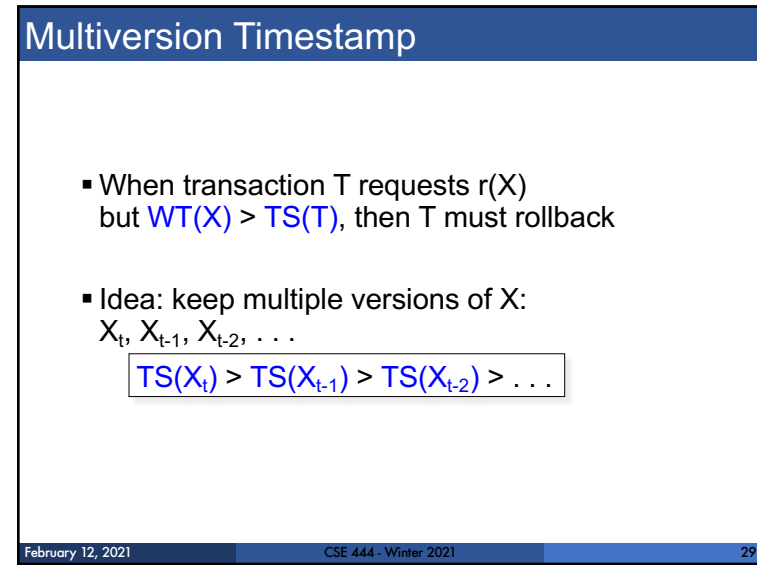 Multiversion Timestamp
▪ When transaction T requests r(X)
but WT(X) > TS(T), then T must rollback
▪ Idea: keep multiple versions of X:
Xₜ, Xₜ₋₁, Xₜ₋₂, . . .
TS(Xₜ) > TS(Xₜ₋₁) > TS(Xₜ₋₂) > . . .
February 12, 2021
CSE 444 - Winter 2021
29